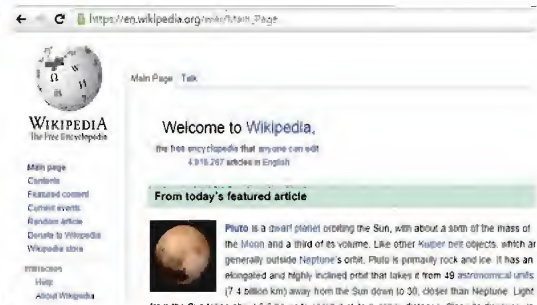 https://en.wikipedia.org/wiki/Main_Page
Main Page Talk
WIKIPEDIA
The Free Encyclopedia
Main page
Contents
Featured content
Current events
Random article
Donate to Wikipedia
Wikipedia store
Interaction
Help
About Wikipedia
Welcome to Wikipedia,
the free encyclopedia that anyone can edit
articles in English
From today's featured article
Pluto is a dwarf planet orbiting the Sun, with about a sixth of the mass of
the Moon and a third of its volume. Like other Kuiper belt objects, which ar
generally outside Neptune's orbit, Pluto is primarily rock and ice. It has an
elongated and highly inclined orbit that takes it from 49 astronomical units
(7.4 billion km) away from the Sun down to 30, closer than Neptune. Light